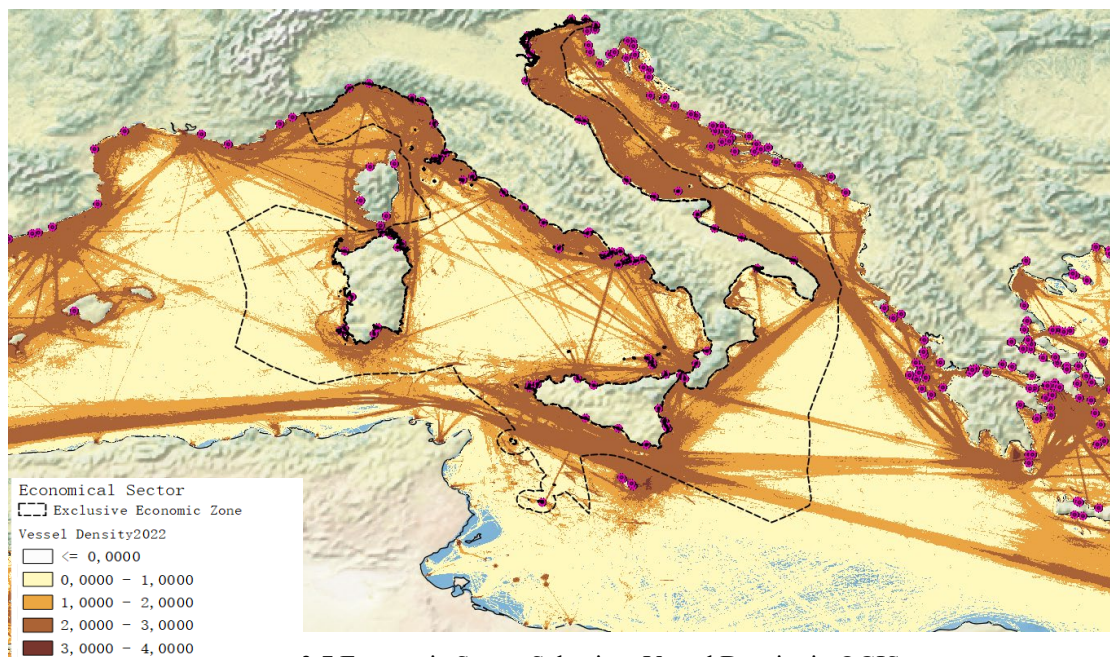 Economical Sector
Exclusive Economic Zone
Vessel Density2022
<= 0,0000
0,0000 - 1,0000
1,0000 - 2,0000
2,0000 - 3,0000
3,0000 - 4,0000